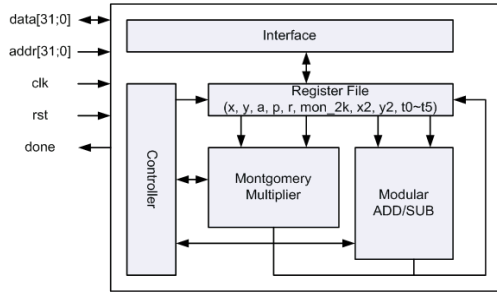 data[31;0]
addr[31;0]
clk
rst
done
Interface
Register File
(x, y, a, p, r, mon_2k, x2, y2, t0~t5)
Controller
Montgomery
Multiplier
Modular
ADD/SUB